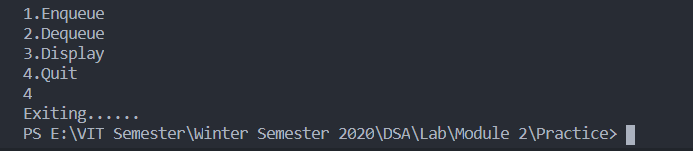 1.Enqueue
2.Dequeue
3.Display
4.Quit
4
Exiting......
PS E:\VIT Semester\Winter Semester 2020\DSA\Lab\Module 2\Practice>